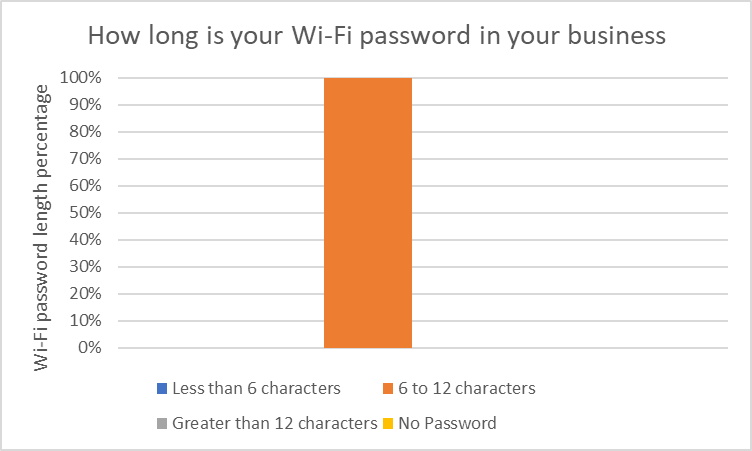 How long is your Wi-Fi password in your business
Wi-Fi password length percentage
100%
90%
80%
70%
60%
50%
40%
30%
20%
10%
0%
Less than 6 characters
6 to 12 characters
Greater than 12 characters
No Password